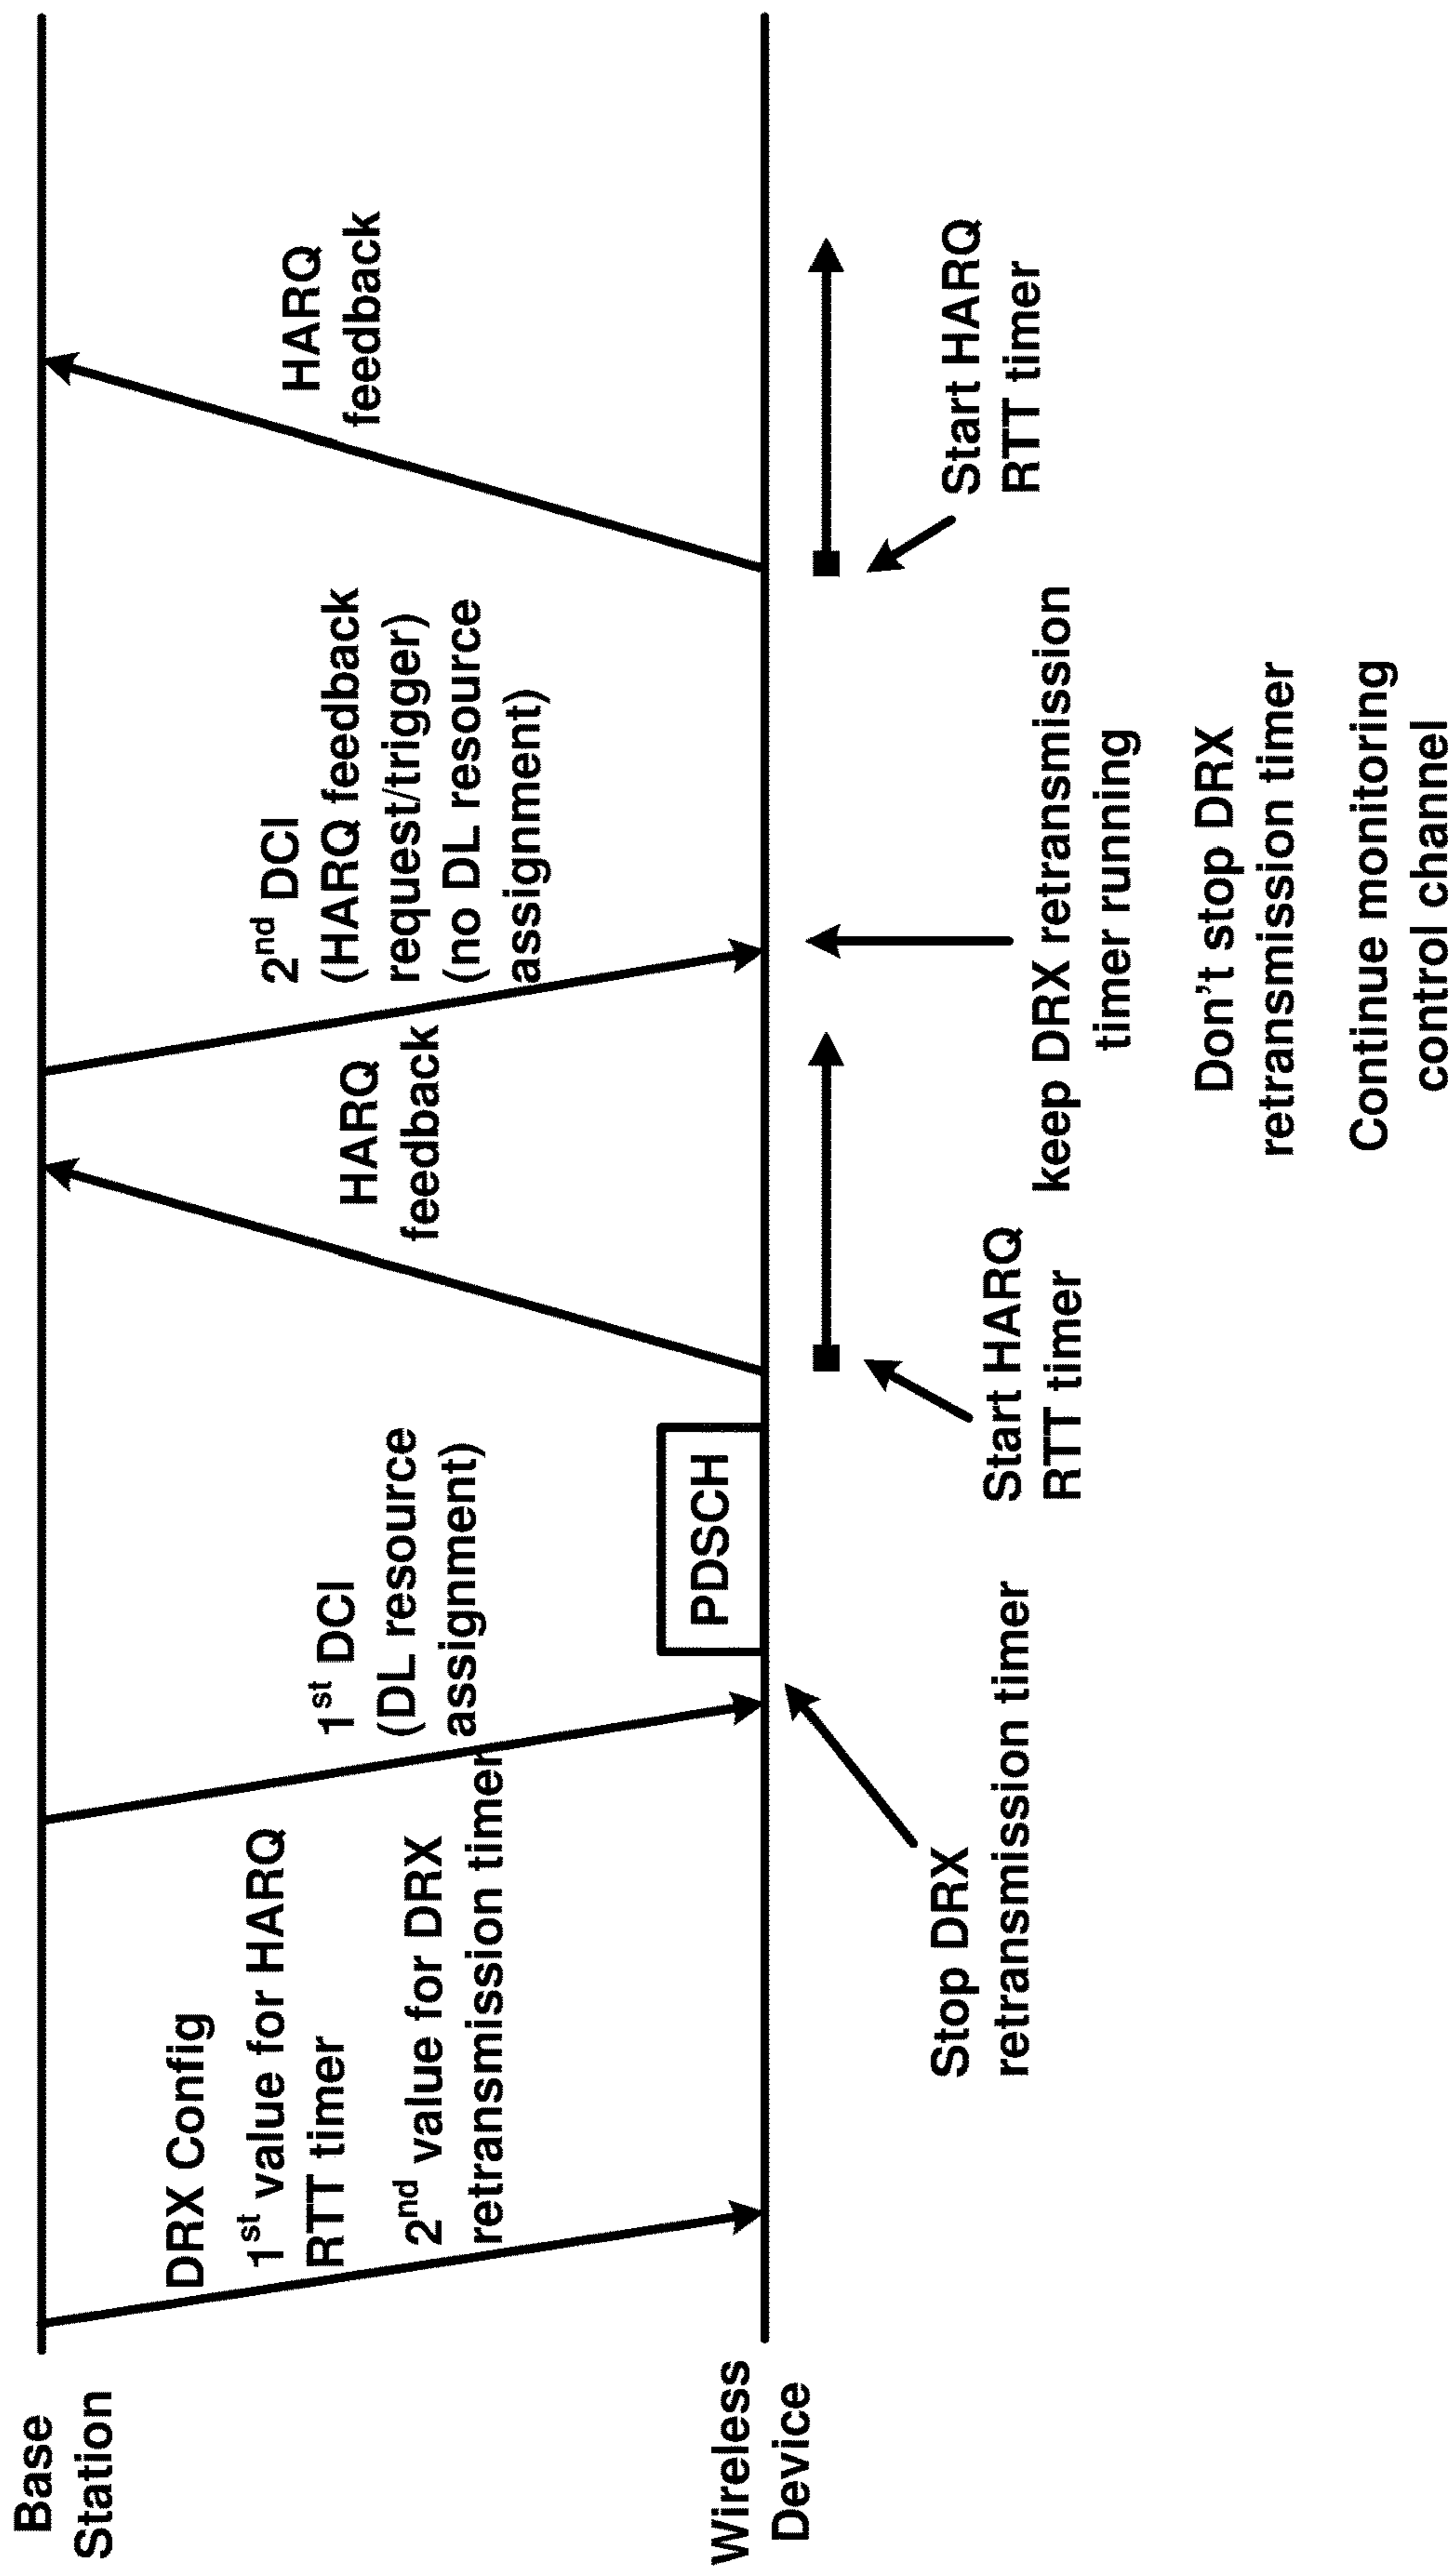 Base
Station
Wireless
Device
DRX Config
1st value for HARQ
RTT timer
2nd value for DRX
retransmission timer
1st DCI
(DL resource
assignment)
PDSCH
Stop DRX
retransmission timer
HARQ
feedback
Start HARQ
RTT timer
2nd DCI
(HARQ feedback
request/trigger)
(no DL resource
assignment)
keep DRX retransmission
timer running
Don't stop DRX
retransmission timer
Continue monitoring
control channel
HARQ
feedback
Start HARQ
RTT timer